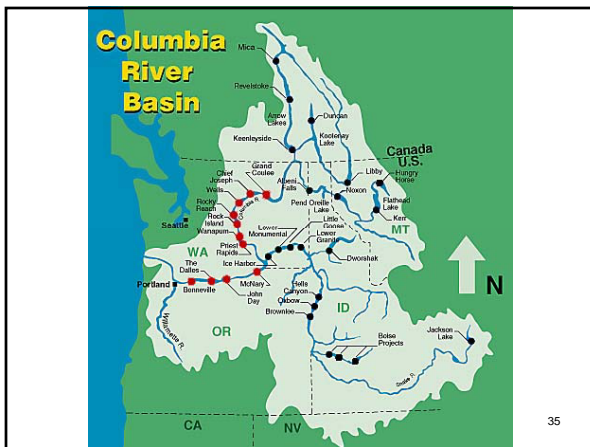 Columbia
River
Basin
Mica
Revelstoke
Arrow
Lakes
Duncan
Keenleyside
Kootenay
Lake
Canada
U.S.
Grand
Coulee
Chief
Joseph
Wells
Rocky
Reach
Rock
Island
Wanapum
Priest
Rapids
Columbia R.
Albeni
Falls
Pend Oreille
Lake
Libby
Noxon
Hungry
Horse
Flathead
Lake
Kerr
MT
Seattle
WA
Lower
Monumental
Little
Goose
Lower
Granite
Ice Harbor
Dworshak
The
Dalles
Portland
Bonneville
John
Day
McNary
Hells
Canyon
Oxbow
Brownlee
ID
N
Willamette R.
OR
Boise
Projects
Jackson
Lake
Snake R.
CA
NV
35